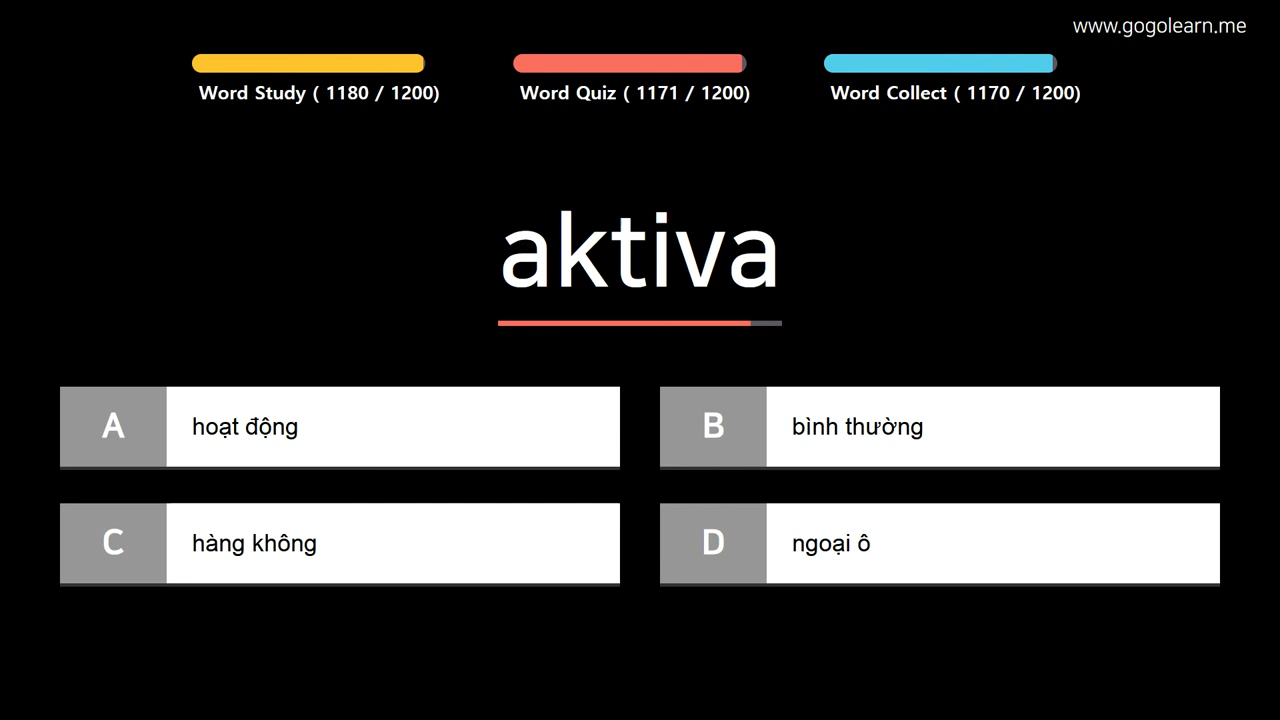 www.gogolearn.me
Word Study ( 1180 / 1200)
Word Quiz ( 1171 / 1200)
Word Collect ( 1170 / 1200)
aktiva
A hoạt động
B bình thường
C hàng không
D ngoại ô